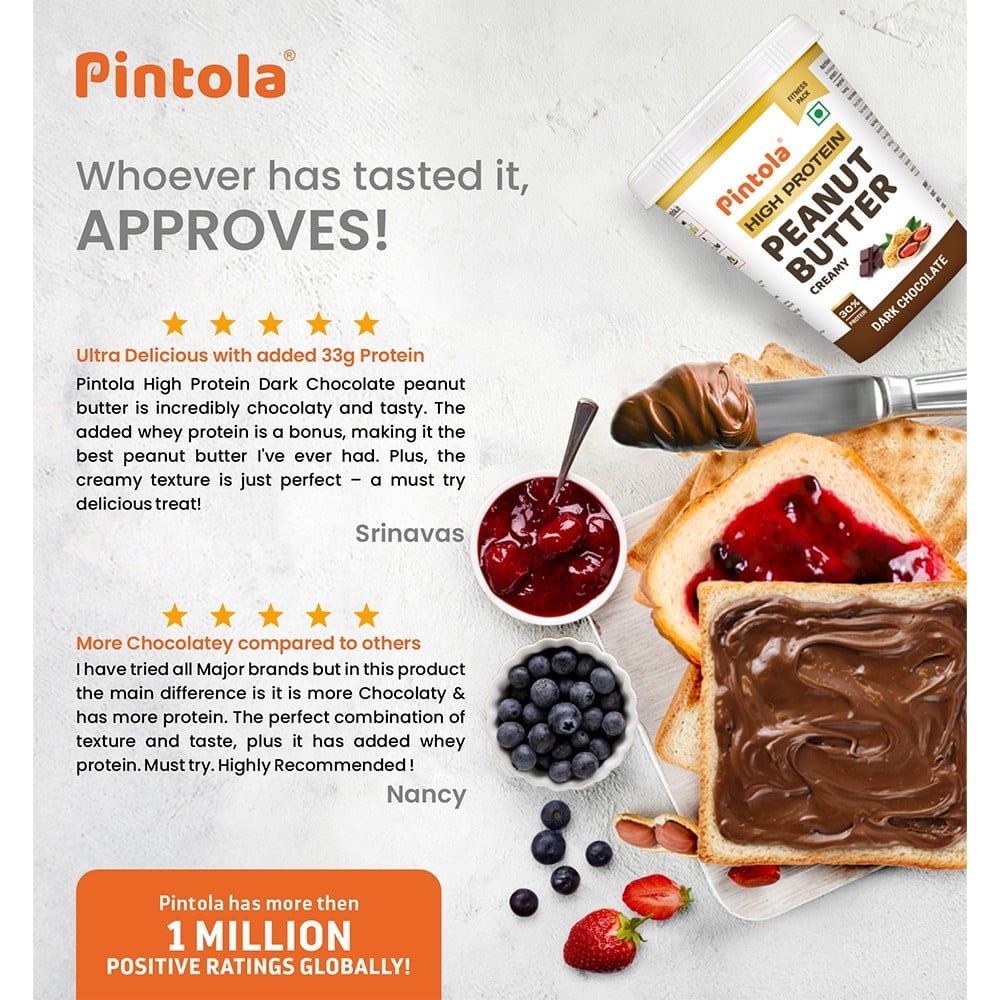 Pintola®
Whoever has tasted it,
APPROVES!
Ultra Delicious with added 33g Protein
Pintola High Protein Dark Chocolate peanut
butter is incredibly chocolaty and tasty. The
added whey protein is a bonus, making it the
best peanut butter I've ever had. Plus, the
creamy texture is just perfect – a must try
delicious treat!
Srinavas
More Chocolatey compared to others
I have tried all Major brands but in this product
the main difference is it is more Chocolaty &
has more protein. The perfect combination of
texture and taste, plus it has added whey
protein. Must try. Highly Recommended !
Nancy
Pintola has more then
1 MILLION
POSITIVE RATINGS GLOBALLY!
FITNESS
PACK
Pintola®
HIGH PROTEIN
PEANUT
BUTTER
CREAMY
30%
PROTEIN
DARK CHOCOLATE